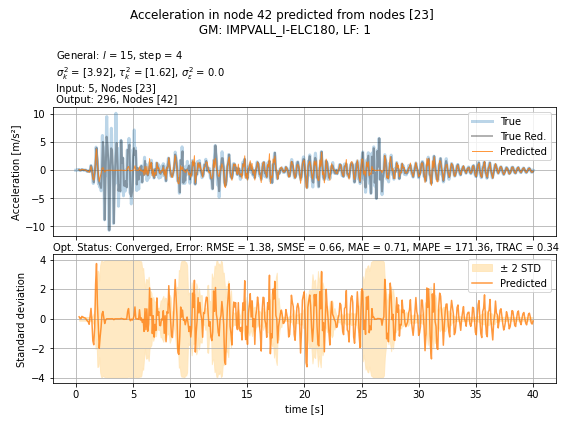 Acceleration in node 42 predicted from nodes [23]
GM: IMPVALL_I-ELC180, LF: 1
General: l = 15, step = 4
σ²ₖ = [3.92], τ²ₖ = [1.62], σ²ₑ = 0.0
Input: 5, Nodes [23]
Output: 296, Nodes [42]
10
5
0
−5
−10
Acceleration [m/s²]
True
True Red.
Predicted
Opt. Status: Converged, Error: RMSE = 1.38, SMSE = 0.66, MAE = 0.71, MAPE = 171.36, TRAC = 0.34
4
2
0
−2
−4
Standard deviation
± 2 STD
Predicted
0 5 10 15 20 25 30 35 40
time [s]